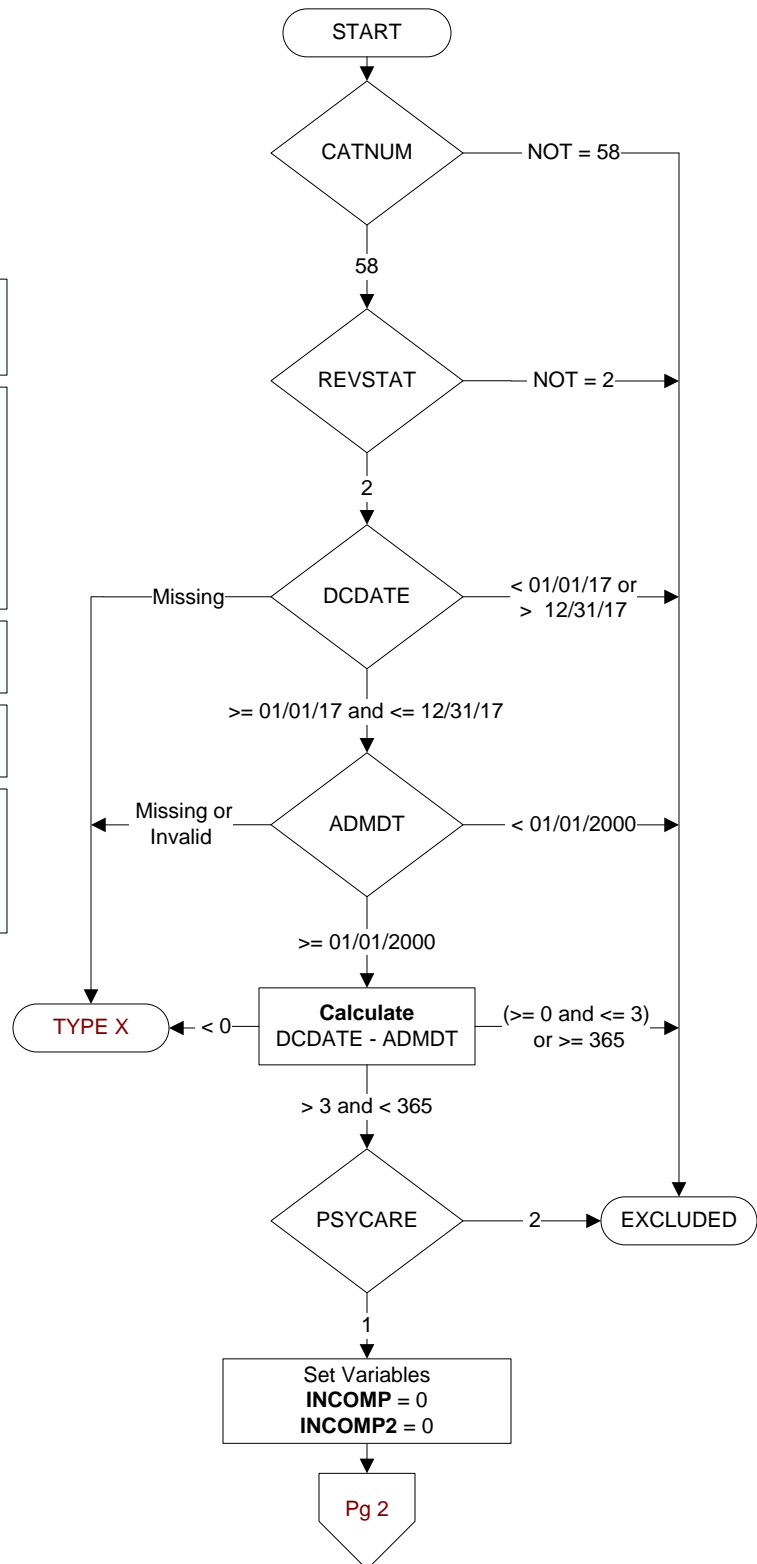 START
CATNUM
NOT = 58
58
REVSTAT
NOT = 2
2
Missing
DCDATE
< 01/01/17 or
>  12/31/17
>= 01/01/17 and <= 12/31/17
Missing or
Invalid
ADMDT
< 01/01/2000
>= 01/01/2000
TYPE X
< 0
Calculate
DCDATE - ADMDT
(>= 0 and <= 3)
or >= 365
> 3 and < 365
PSYCARE
2
EXCLUDED
1
Set Variables
INCOMP = 0
INCOMP2 = 0
Pg 2